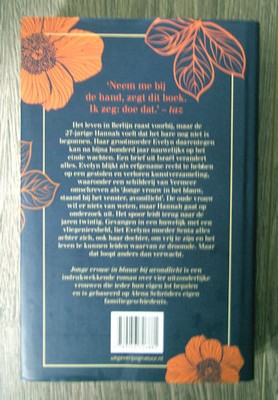 'Neem me bij
de hand, zegt dit boek.
Ik zeg: doe dat.' – taz
Het leven in Berlijn raast voorbij, maar de
27-jarige Hannah voelt dat het hare nog niet is
begonnen. Haar grootmoeder Evelyn daarentegen
kan na bijna honderd jaar nauwelijks op het
einde wachten. Een brief uit Israël verandert
alles. Evelyn blijkt als erfgename recht te hebben
op een gestolen en verloren kunstverzameling,
waaronder een schilderij van Vermeer
omschreven als 'Jonge vrouw in het blauw,
staand bij het venster, avondlicht'. De oude vrouw
wil er niets van weten, maar Hannah gaat op
onderzoek uit. Het spoor leidt terug naar de
jaren twintig. Gevangen in een huwelijk met een
vliegeniersheld, liet Evelyns moeder Senta alles
achter zich, ook haar dochter, om vrij te zijn en het
leven te kunnen leiden waarvan ze droomde. Maar
dat loopt anders dan verwacht.
Jonge vrouw in blauw bij avondlicht is een
indrukwekkende roman over vier uitzonderlijke
vrouwen die ieder hun eigen lot bepalen
en is gebaseerd op Alena Schröders eigen
familiegeschiedenis.
uitgeverijsignatuur.nl